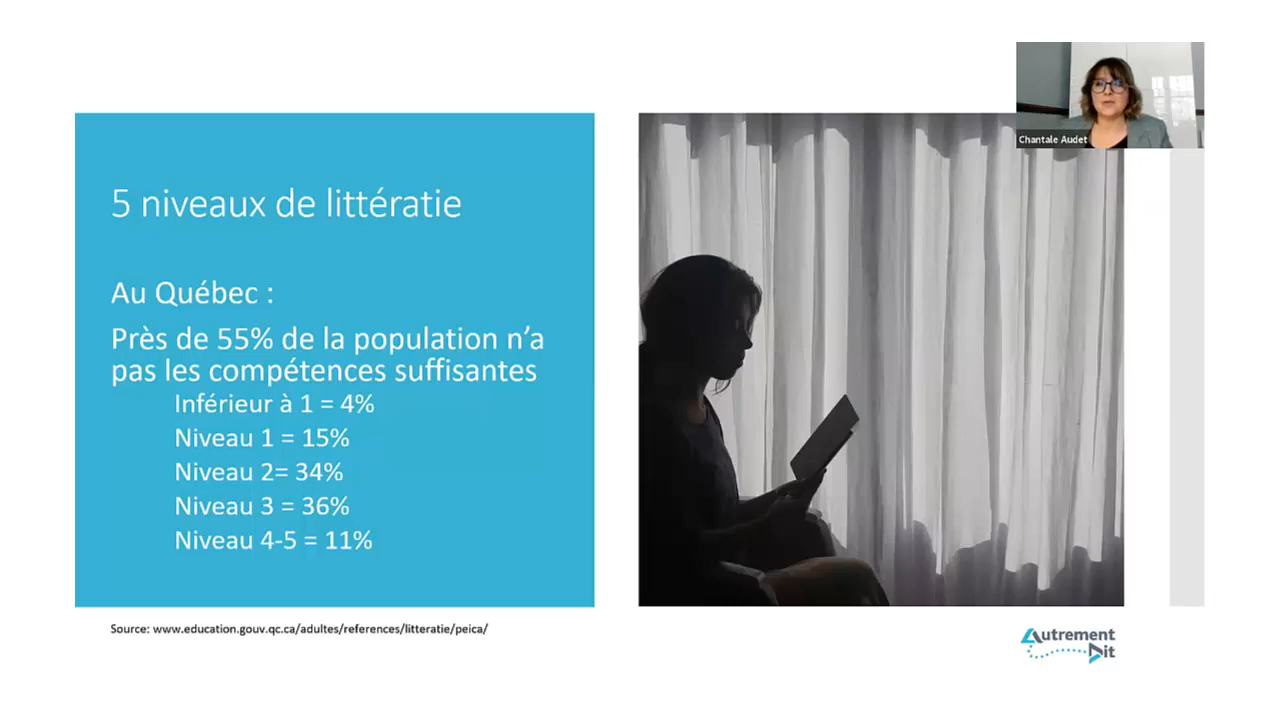 Chantale Audet
5 niveaux de littératie
Au Québec :
Près de 55% de la population n'a
pas les compétences suffisantes
Inférieur à 1 = 4%
Niveau 1 = 15%
Niveau 2= 34%
Niveau 3 = 36%
Niveau 4-5 = 11%
Source: www.education.gouv.qc.ca/adultes/references/litteratie/peica/
Autrement
Dit